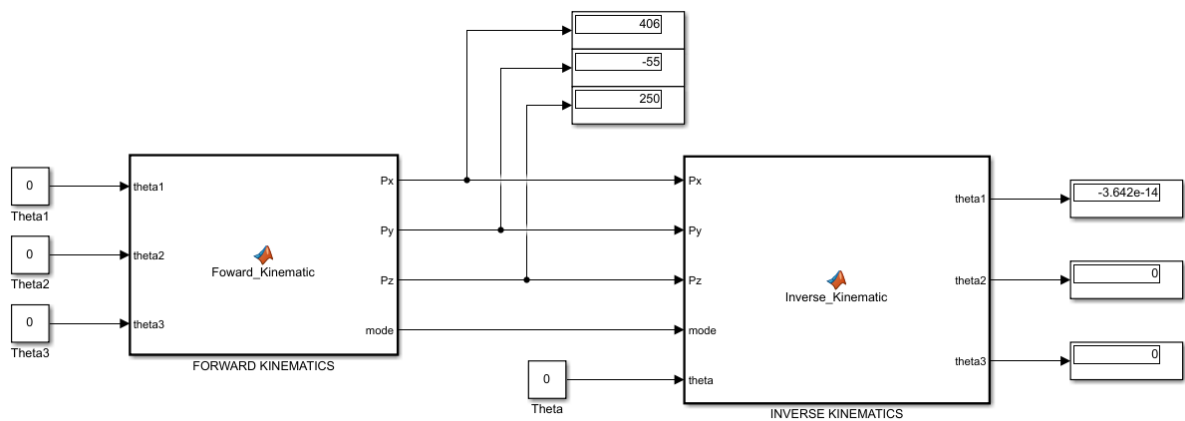 406
-55
250
0
Theta1
0
Theta2
0
Theta3
theta1
theta2
theta3
Foward_Kinematic
Px
Py
Pz
mode
FORWARD KINEMATICS
0
Theta
Px
Py
Pz
mode
theta
Inverse_Kinematic
theta1
theta2
theta3
INVERSE KINEMATICS
-3.642e-14
0
0